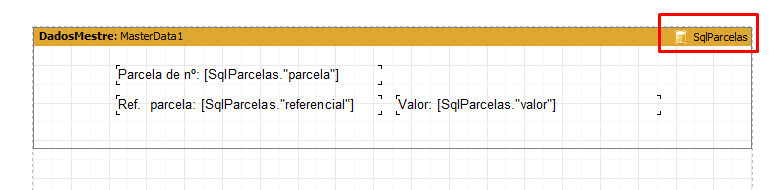 DadosMestre: MasterData1 SqlParcelas
Parcela de nº: [SqlParcelas."parcela"]
Ref. parcela: [SqlParcelas."referencial"] Valor: [SqlParcelas."valor"]